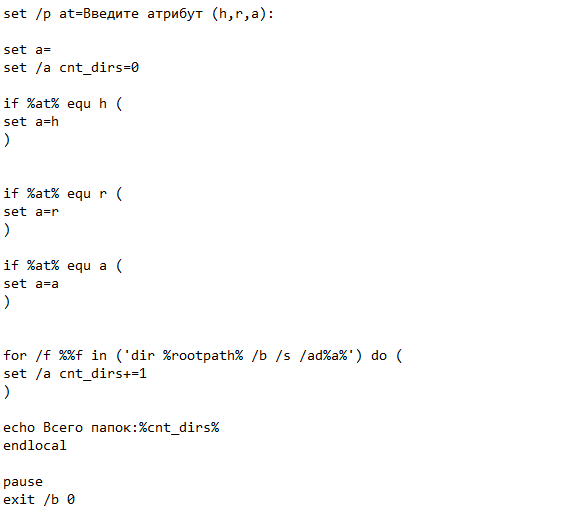 set /p at=Введите атрибут (h,r,a):
set a=
set /a cnt_dirs=0
if %at% equ h (
set a=h
)
if %at% equ r (
set a=r
)
if %at% equ a (
set a=a
)
for /f %%f in ('dir %rootpath% /b /s /ad%a%') do (
set /a cnt_dirs+=1
)
echo Всего папок:%cnt_dirs%
endlocal
pause
exit /b 0